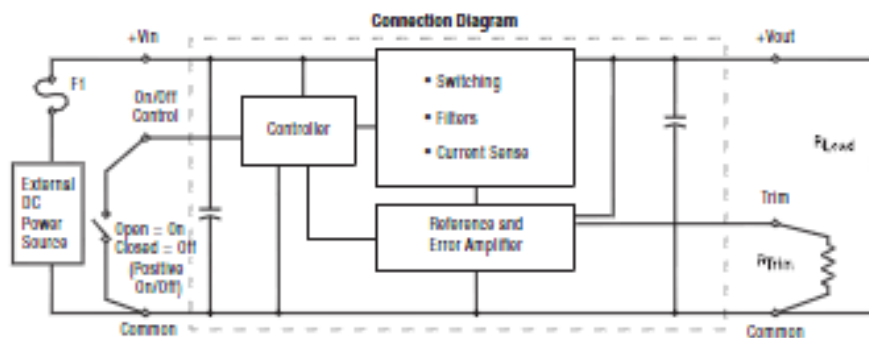 Connection Diagram
+Vin
+Vout
F1
On/Off
Control
Controller
▪ Switching
▪ Filters
▪ Current Sense
RLoad
External
DC
Power
Source
Open = On
Closed = Off
(Positive
On/Off)
Reference and
Error Amplifier
Trim
RTrim
Common
Common